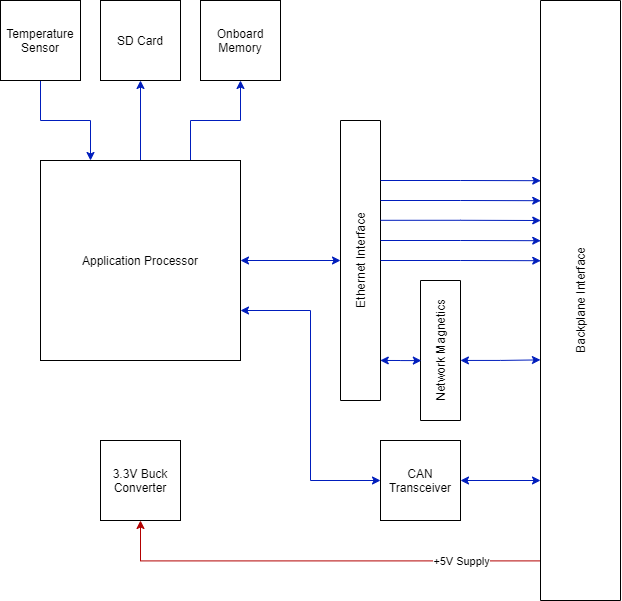 Temperature
Sensor
SD Card
Onboard
Memory
Application Processor
Ethernet Interface
Network Magnetics
Backplane Interface
3.3V Buck
Converter
CAN
Transceiver
+5V Supply